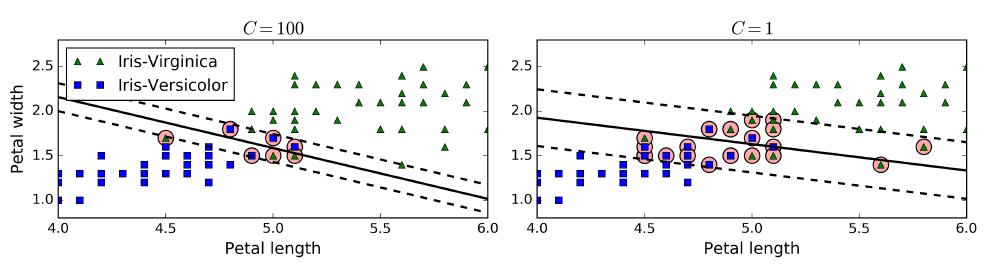 C = 100
Iris-Virginica
Iris-Versicolor
Petal width
2.5
2.0
1.5
1.0
4.0 4.5 5.0 5.5 6.0
Petal length
C = 1
2.5
2.0
1.5
1.0
4.0 4.5 5.0 5.5 6.0
Petal length